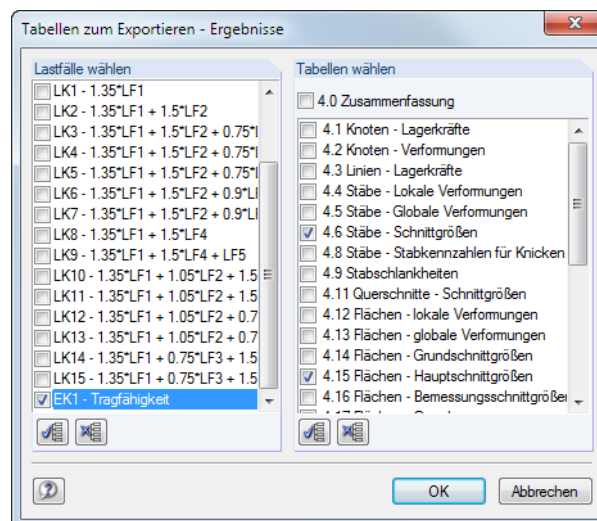 Tabellen zum Exportieren - Ergebnisse
Lastfälle wählen
LK1 - 1.35*LF1
LK2 - 1.35*LF1 + 1.5*LF2
LK3 - 1.35*LF1 + 1.5*LF2 + 0.75*l
LK4 - 1.35*LF1 + 1.5*LF2 + 0.75*l
LK5 - 1.35*LF1 + 1.5*LF2 + 0.75*l
LK6 - 1.35*LF1 + 1.5*LF2 + 0.9*Ll
LK7 - 1.35*LF1 + 1.5*LF2 + 0.9*Ll
LK8 - 1.35*LF1 + 1.5*LF4
LK9 - 1.35*LF1 + 1.5*LF4 + LF5
LK10 - 1.35*LF1 + 1.05*LF2 + 1.5
LK11 - 1.35*LF1 + 1.05*LF2 + 1.5
LK12 - 1.35*LF1 + 1.05*LF2 + 0.7
LK13 - 1.35*LF1 + 1.05*LF2 + 0.7
LK14 - 1.35*LF1 + 0.75*LF3 + 1.5
LK15 - 1.35*LF1 + 0.75*LF3 + 1.5
EK1 - Tragfähigkeit
Tabellen wählen
4.0 Zusammenfassung
4.1 Knoten - Lagerkräfte
4.2 Knoten - Verformungen
4.3 Linien - Lagerkräfte
4.4 Stäbe - Lokale Verformungen
4.5 Stäbe - Globale Verformungen
4.6 Stäbe - Schnittgrößen
4.8 Stäbe - Stabkennzahlen für Knicken
4.9 Stabschlankheiten
4.11 Querschnitte - Schnittgrößen
4.12 Flächen - lokale Verformungen
4.13 Flächen - globale Verformungen
4.14 Flächen - Grundschnittgrößen
4.15 Flächen - Hauptschnittgrößen
4.16 Flächen - Bemessungsschnittgrößen
OK
Abbrechen